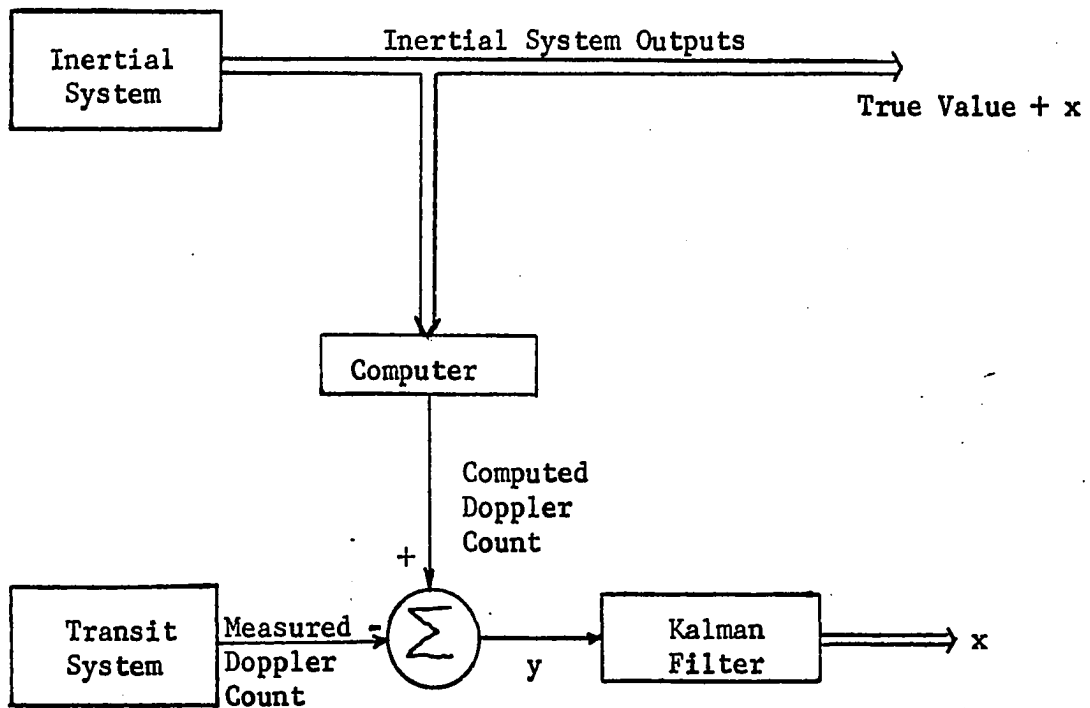 Inertial
System
Inertial System Outputs
True Value + x
Computer
Computed
Doppler
Count
+
Transit
System
Measured -
Doppler
Count
Σ
y
Kalman
Filter
x